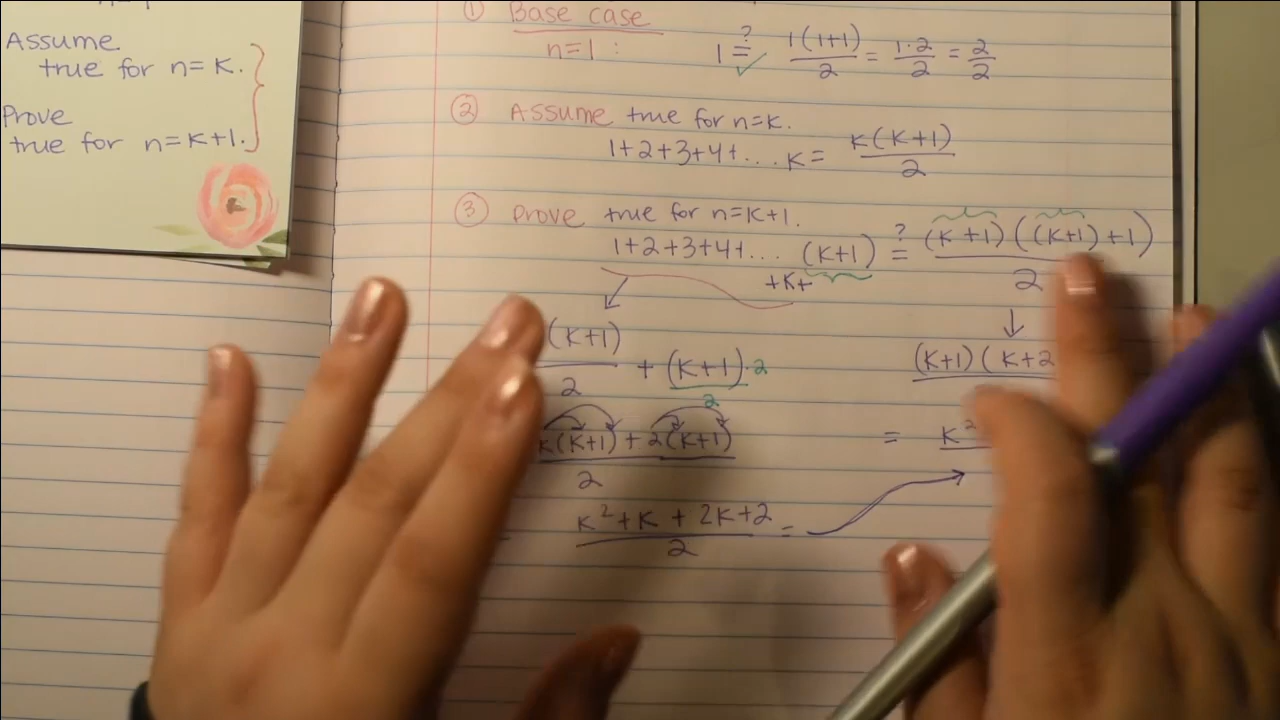 Assume
true for n=K.
Prove
true for n=K+1.
① Base case
n=1 :
1 ≟ 1(1+1)/2 = 1·2/2 = 2/2
② Assume true for n=K.
1+2+3+4+.... K = K(K+1)/2
③ Prove true for n=K+1.
1+2+3+4+... (K+1) ≟ (K+1)((K+1)+1)/2
+K+
(K+1)/2 + (K+1)·2/2
(K+1)(K+2
K(K+1)+2(K+1)/2
= K²
K²+K+2K+2/2 =